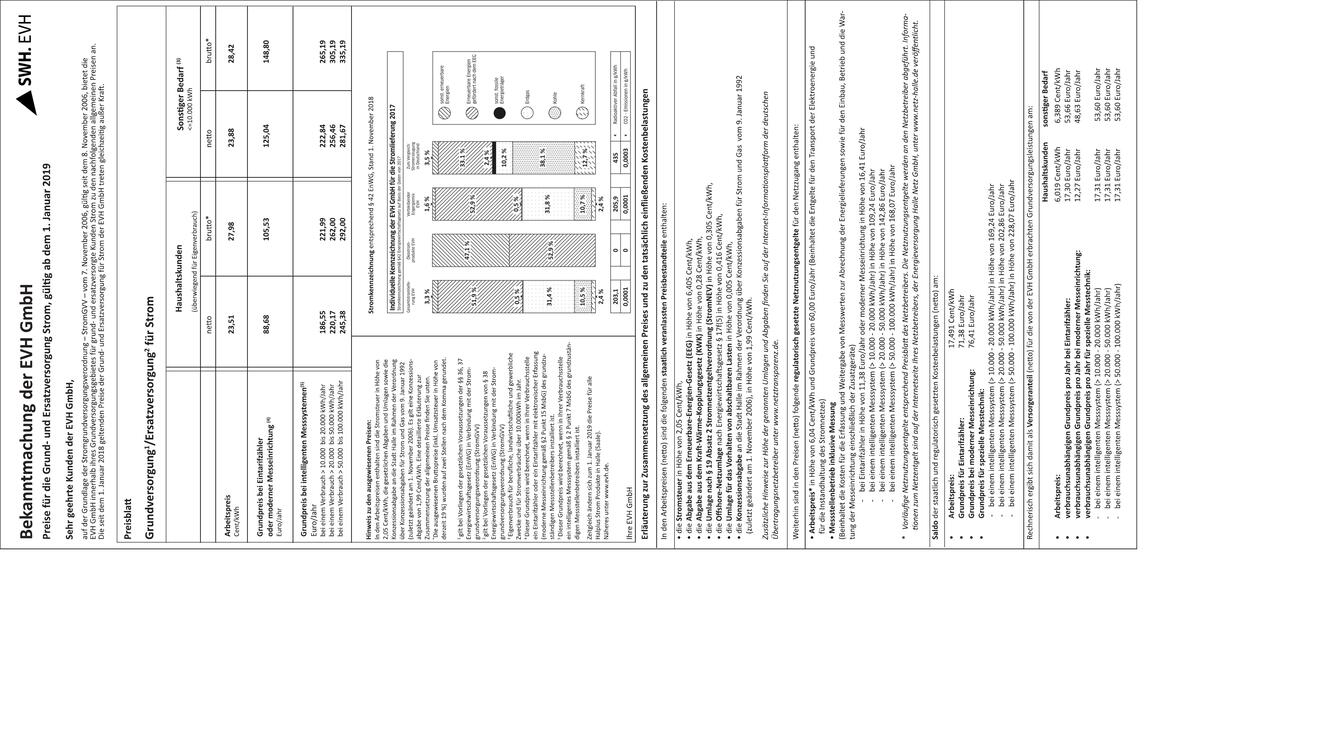 Bekanntmachung der EVH GmbH
SWH. EVH
Preise für die Grund- und Ersatzversorgung Strom, gültig ab dem 1. Januar 2019
Sehr geehrte Kunden der EVH GmbH,
auf der Grundlage der Stromgrundversorgungsverordnung – StromGVV – vom 7. November 2006, gültig seit dem 8. November 2006, bietet die
EVH GmbH innerhalb ihres Grundversorgungsgebietes für grund- und ersatzversorgte Kunden Strom zu den nachfolgenden allgemeinen Preisen an.
Die seit dem 1. Januar 2018 geltenden Preise der Grund- und Ersatzversorgung für Strom der EVH GmbH treten gleichzeitig außer Kraft.
Preisblatt
Grundversorgung¹/Ersatzversorgung² für Strom
Haushaltskunden
(überwiegend für Eigenverbrauch)
Sonstiger Bedarf (3)
<=10.000 kWh
netto brutto* netto brutto*
Arbeitspreis 23,51 27,98 23,88 28,42
Cent/kWh
Grundpreis bei Eintarifzähler 88,68 105,53 125,04 148,80
oder moderner Messeinrichtung (4)
Euro/Jahr
Grundpreis bei intelligenten Messsystemen(5)
Euro/Jahr
bei einem Verbrauch > 10.000 bis 20.000 kWh/Jahr 186,55 221,99 222,84 265,19
bei einem Verbrauch > 20.000 bis 50.000 kWh/Jahr 220,17 262,00 256,46 305,19
bei einem Verbrauch > 50.000 bis 100.000 kWh/Jahr 245,38 292,00 281,67 335,19
Hinweis zu den ausgewiesenen Preisen:
In den Arbeitspreisen enthalten sind die Stromsteuer in Höhe von
2,05 Cent/kWh, die gesetzlichen Abgaben und Umlagen sowie die
Konzessionsabgabe an die Stadt Halle im Rahmen der Verordnung
über Konzessionsabgaben für Strom und Gas vom 9. Januar 1992
(zuletzt geändert am 1. November 2006). Es gilt eine Konzessions-
abgabe von 1,99 Cent/kWh. Eine detaillierte Erläuterung zur
Zusammensetzung der allgemeinen Preise finden Sie unten.
*Die ausgewiesenen Bruttopreise (inkl. Umsatzsteuer in Höhe von
derzeit 19 %) wurden auf zwei Stellen nach dem Komma gerundet.
¹ gilt bei Vorliegen der gesetzlichen Voraussetzungen der §§ 36, 37
Energiewirtschaftsgesetz (EnWG) in Verbindung mit der Strom-
grundversorgungsverordnung (StromGVV)
² gilt bei Vorliegen der gesetzlichen Voraussetzungen von § 38
Energiewirtschaftsgesetz (EnWG) in Verbindung mit der Strom-
grundversorgungsverordnung (StromGVV)
³ Eigenverbrauch für berufliche, landwirtschaftliche und gewerbliche
Zwecke und für Stromverbrauch über 10.000kWh im Jahr.
⁴ Dieser Grundpreis wird berechnet, wenn in Ihrer Verbrauchsstelle
ein Eintarifzähler oder ein Eintarifzähler mit elektronischer Erfassung
(moderne Messeinrichtung gemäß §2 Punkt 15 MsbG) des grundzu-
ständigen Messstellenbetreibers installiert ist.
⁵ Dieser Grundpreis wird berechnet, wenn in Ihrer Verbrauchsstelle
ein intelligentes Messsystem gemäß § 2 Punkt 7 MsbG des grundzustän-
digen Messstellenbetreibers installiert ist.
Zeitgleich ändern sich zum 1. Januar 2019 die Preise für alle
Halplus Strom Produkte in Halle (Saale).
Näheres unter www.evh.de.
Ihre EVH GmbH
Stromkennzeichnung entsprechend § 42 EnWG, Stand 1. November 2018
Individuelle Kennzeichnung der EVH GmbH für die Stromlieferung 2017
3,3 % 1,6 % 3,5 %
51,9 % 47,1 % 52,9 % 33,1 %
0,5 % 0,5 % 2,4 %
31,4 % 52,9 % 31,8 % 10,2 %
38,1 %
10,5 % 10,7 % 12,7 %
2,4 % 2,4 %
203,1 0 205,9 435
0,0001 0 0,0001 0,0003
sonst. erneuerbare Energien
Erneuerbare Energien gefördert nach dem EEG
sonst. fossile Energieträger
Erdgas
Kohle
Kernkraft
Erläuterung zur Zusammensetzung des allgemeinen Preises und zu den tatsächlich einfließenden Kostenbelastungen
In den Arbeitspreisen (netto) sind die folgenden staatlich veranlassten Preisbestandteile enthalten:
• die Stromsteuer in Höhe von 2,05 Cent/kWh,
• die Abgabe aus dem Erneuerbare-Energien-Gesetz (EEG) in Höhe von 6,405 Cent/kWh,
• die Abgabe aus dem Kraft-Wärme-Kopplungsgesetz (KWK) in Höhe von 0,28 Cent/kWh,
• die Umlage nach § 19 Absatz 2 Stromnetzentgeltverordnung (StromNEV) in Höhe von 0,305 Cent/kWh,
• die Offshore-Netzumlage nach Energiewirtschaftsgesetz § 17f(5) in Höhe von 0,416 Cent/kWh,
• die Umlage für das Vorhalten von abschaltbaren Lasten in Höhe von 0,005 Cent/kWh,
• die Konzessionsabgabe an die Stadt Halle im Rahmen der Verordnung über Konzessionsabgaben für Strom und Gas vom 9. Januar 1992
(zuletzt geändert am 1. November 2006), in Höhe von 1,99 Cent/kWh.
Zusätzliche Hinweise zur Höhe der genannten Umlagen und Abgaben finden Sie auf der Internet-Informationsplattform der deutschen
Übertragungsnetzbetreiber unter www.netztransparenz.de.
Weiterhin sind in den Preisen (netto) folgende regulatorisch gesetzte Netznutzungsentgelte für den Netzzugang enthalten:
• Arbeitspreis* in Höhe von 6,04 Cent/kWh und Grundpreis von 60,00 Euro/Jahr (Beinhaltet die Entgelte für den Transport der Elektroenergie und
für die Instandhaltung des Stromnetzes)
• Messstellenbetrieb inklusive Messung
(Beinhaltet die Kosten für die Erfassung und Weitergabe von Messwerten zur Abrechnung der Energielieferungen sowie für den Einbau, Betrieb und die War-
tung der Messeinrichtung einschließlich der Zusatzgeräte)
- bei Eintarifzähler in Höhe von 11,38 Euro/Jahr oder moderner Messeinrichtung in Höhe von 16,41 Euro/Jahr
- bei einem intelligenten Messsystem (> 10.000 - 20.000 kWh/Jahr) in Höhe von 109,24 Euro/Jahr
- bei einem intelligenten Messsystem (> 20.000 - 50.000 kWh/Jahr) in Höhe von 142,86 Euro/Jahr
- bei einem intelligenten Messsystem (> 50.000 - 100.000 kWh/Jahr) in Höhe von 168,07 Euro/Jahr
* Vorläufiger Netznutzungsentgelte entsprechend Preisblatt des Netzbetreibers. Die Netznutzungsentgelte werden an den Netzbetreiber abgeführt. Informa-
tionen zum Netzentgelt sind auf der Internetseite Ihres Netzbetreibers, der Energieversorgung Halle Netz GmbH, unter www.netz-halle.de veröffentlicht.
Saldo der staatlich und regulatorisch gesetzten Kostenbelastungen (netto) am:
• Arbeitspreis: 17,491 Cent/kWh
• Grundpreis für Eintarifzähler: 71,38 Euro/Jahr
• Grundpreis bei moderner Messeinrichtung: 76,41 Euro/Jahr
• Grundpreis für spezielle Messtechnik:
- bei einem intelligenten Messsystem (> 10.000 - 20.000 kWh/Jahr) in Höhe von 169,24 Euro/Jahr
- bei einem intelligenten Messsystem (> 20.000 - 50.000 kWh/Jahr) in Höhe von 202,86 Euro/Jahr
- bei einem intelligenten Messsystem (> 50.000 - 100.000 kWh/Jahr) in Höhe von 228,07 Euro/Jahr
Rechnerisch ergibt sich damit als Versorgeranteil (netto) für die von der EVH GmbH erbrachten Grundversorgungsleistungen am:
Haushaltskunden sonstiger Bedarf
• Arbeitspreis: 6,019 Cent/kWh 6,389 Cent/kWh
• verbrauchsunabhängigen Grundpreis pro Jahr bei Eintarifzähler: 17,30 Euro/Jahr 53,66 Euro/Jahr
• verbrauchsunabhängigen Grundpreis pro Jahr bei moderner Messeinrichtung: 12,27 Euro/Jahr 48,63 Euro/Jahr
• verbrauchsunabhängigen Grundpreis pro Jahr für spezielle Messtechnik:
- bei einem intelligenten Messsystem (> 10.000 - 20.000 kWh/Jahr) 17,31 Euro/Jahr 53,60 Euro/Jahr
- bei einem intelligenten Messsystem (> 20.000 - 50.000 kWh/Jahr) 17,31 Euro/Jahr 53,60 Euro/Jahr
- bei einem intelligenten Messsystem (> 50.000 - 100.000 kWh/Jahr) 17,31 Euro/Jahr 53,60 Euro/Jahr